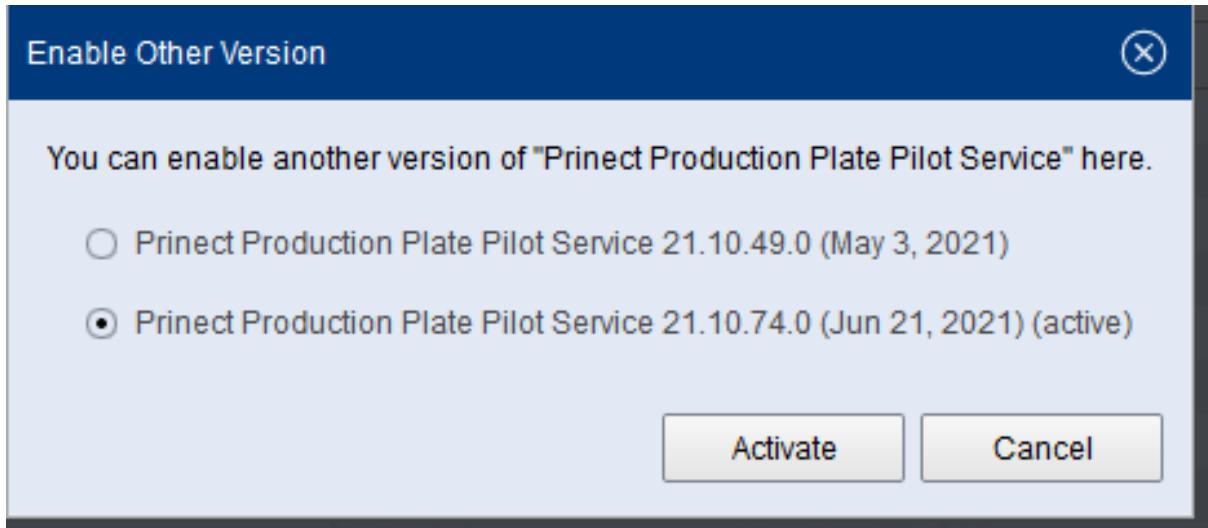 Enable Other Version
You can enable another version of "Prinect Production Plate Pilot Service" here.
Prinect Production Plate Pilot Service 21.10.49.0 (May 3, 2021)
Prinect Production Plate Pilot Service 21.10.74.0 (Jun 21, 2021) (active)
Activate Cancel